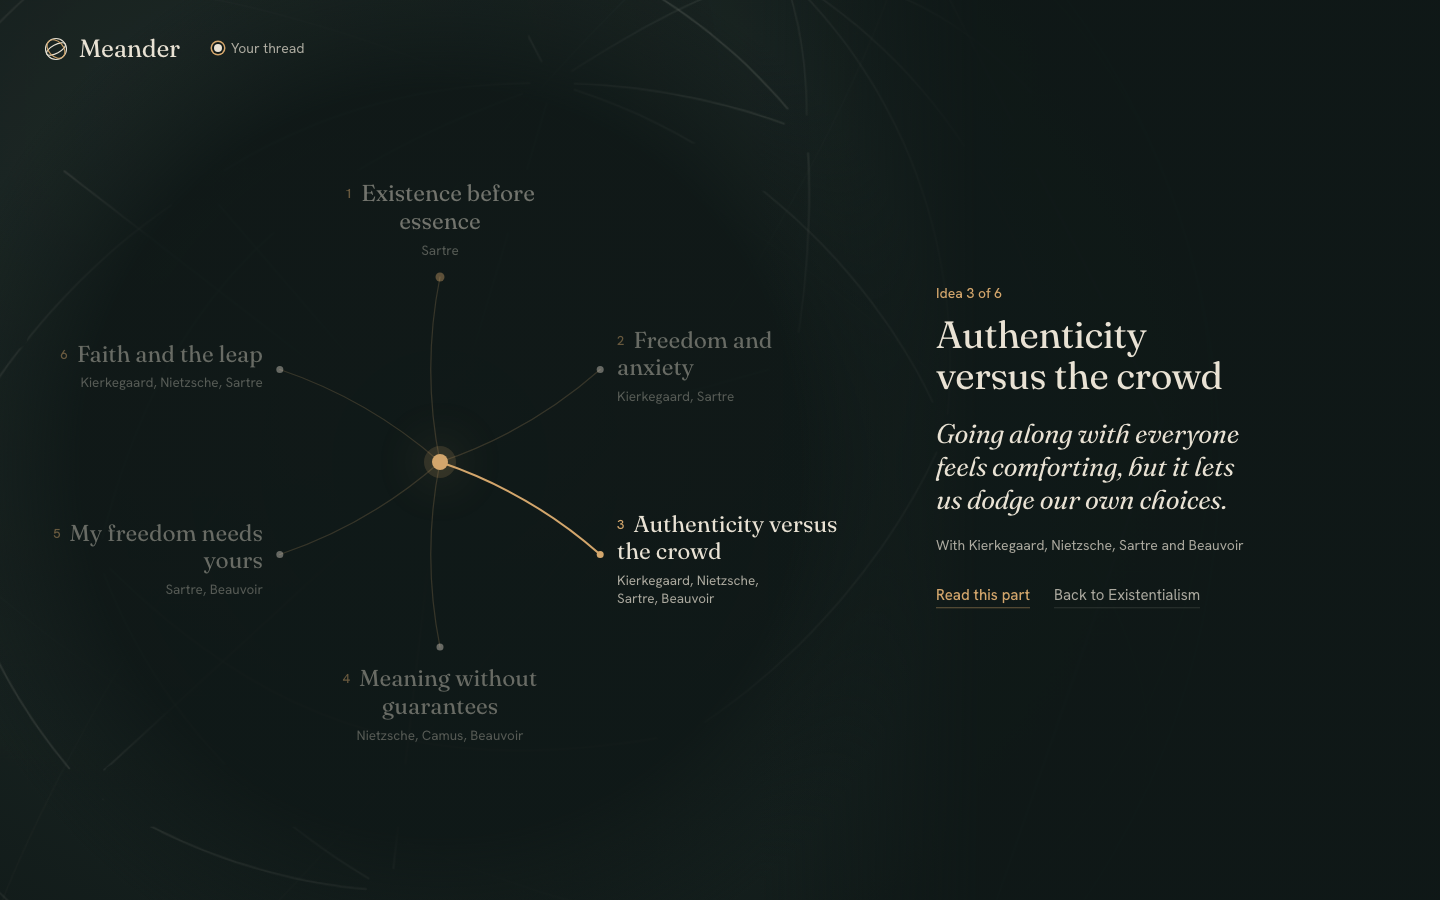 Meander
Your thread
1 Existence before
essence
Sartre
2 Freedom and
anxiety
Kierkegaard, Sartre
3 Authenticity versus
the crowd
Kierkegaard, Nietzsche,
Sartre, Beauvoir
4 Meaning without
guarantees
Nietzsche, Camus, Beauvoir
5 My freedom needs
yours
Sartre, Beauvoir
6 Faith and the leap
Kierkegaard, Nietzsche, Sartre
Idea 3 of 6
Authenticity
versus the crowd
Going along with everyone
feels comforting, but it lets
us dodge our own choices.
With Kierkegaard, Nietzsche, Sartre and Beauvoir
Read this part
Back to Existentialism